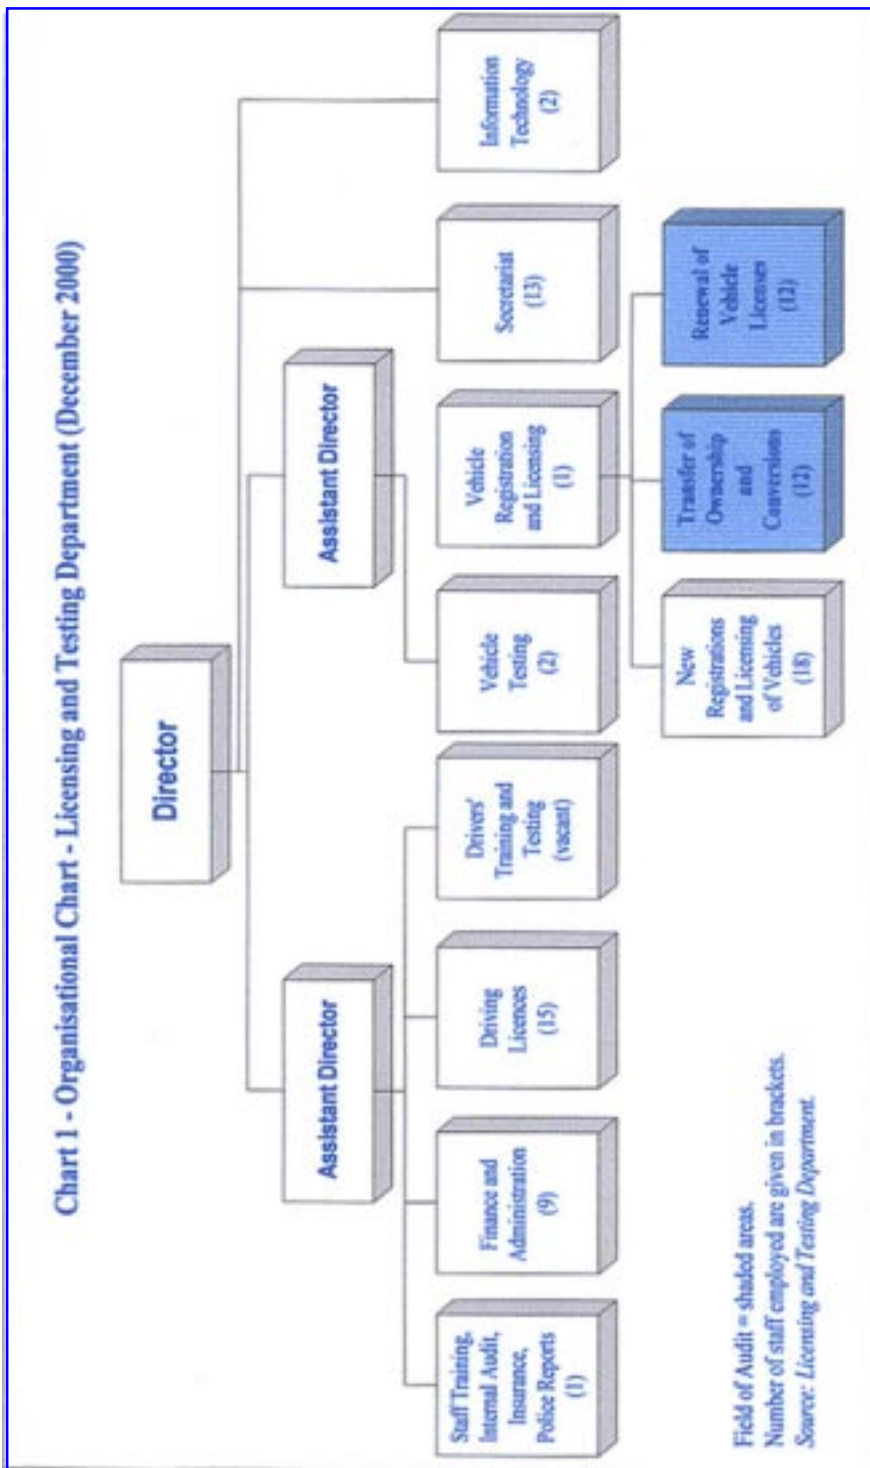 Chart 1 - Organisational Chart - Licensing and Testing Department (December 2000)
Director
Assistant Director
Assistant Director
Staff Training,
Internal Audit,
Insurance,
Police Reports
(1)
Finance and
Administration
(9)
Driving
Licences
(15)
Drivers'
Training and
Testing
(vacant)
Vehicle
Testing
(2)
Vehicle
Registration
and Licensing
(1)
Secretariat
(13)
Information
Technology
(2)
New
Registrations
and Licensing
of Vehicles
(18)
Transfer of
Ownership
and
Conversions
(12)
Renewal of
Vehicle
Licenses
(12)
Field of Audit = shaded areas.
Number of staff employed are given in brackets.
Source: Licensing and Testing Department.